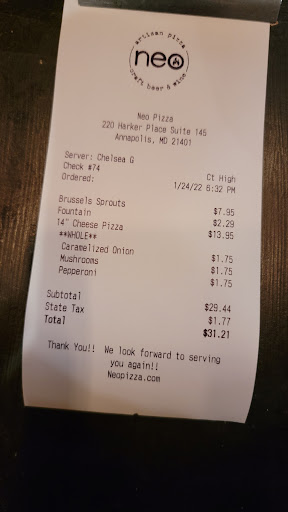 artisan pizza
neo
craft beer & wine
Neo Pizza
220 Harker Place Suite 145
Annapolis, MD 21401
Server: Chelsea G
Check #74 Ct High
Ordered: 1/24/22 6:32 PM
Brussels Sprouts $7.95
Fountain $2.29
14" Cheese Pizza $13.95
**WHOLE**
Caramelized Onion $1.75
Mushrooms $1.75
Pepperoni $1.75
Subtotal $29.44
State Tax $1.77
Total $31.21
Thank You!! We look forward to serving
you again!!
Neopizza.com